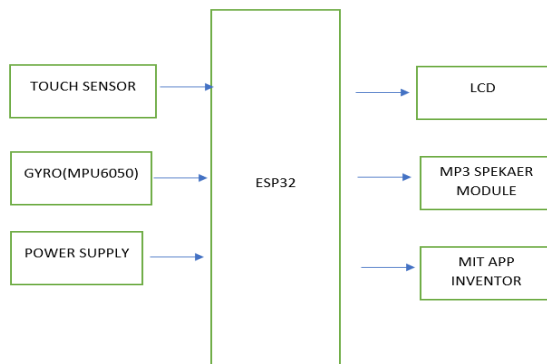 TOUCH SENSOR
GYRO(MPU6050)
POWER SUPPLY
ESP32
LCD
MP3 SPEKAER
MODULE
MIT APP
INVENTOR